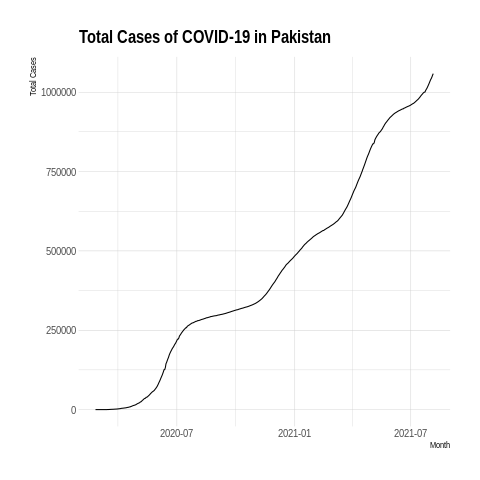 Total Cases of COVID-19 in Pakistan
Total Cases
1000000
750000
500000
250000
0
2020-07 2021-01 2021-07
Month